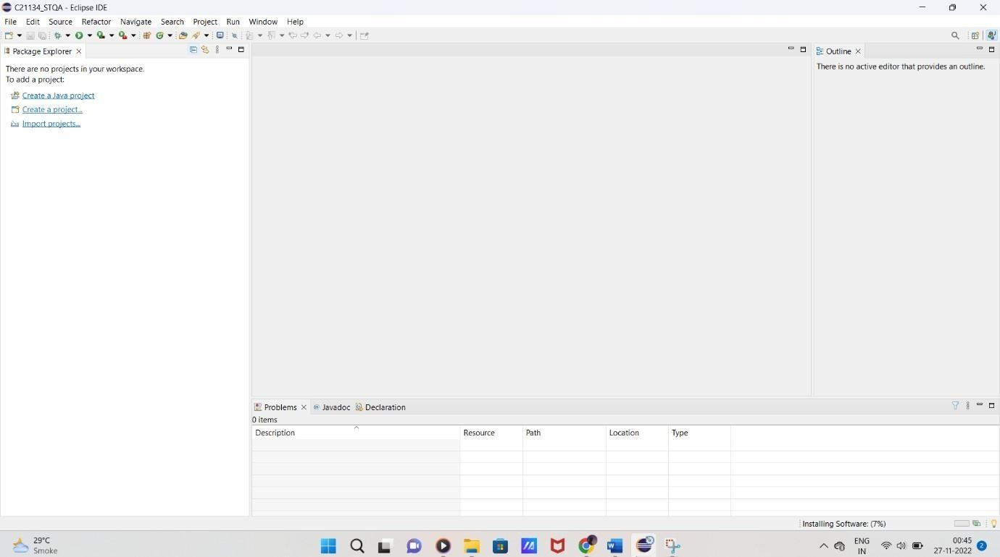 C21134_STQA - Eclipse IDE
File Edit Source Refactor Navigate Search Project Run Window Help
Package Explorer
There are no projects in your workspace.
To add a project:
Create a Java project
Create a project...
Import projects...
Outline
There is no active editor that provides an outline.
Problems Javadoc Declaration
0 items
Description Resource Path Location Type
Installing Software: (7%)
29°C
Smoke
W
ENG
IN
00:45
27-11-2022
2